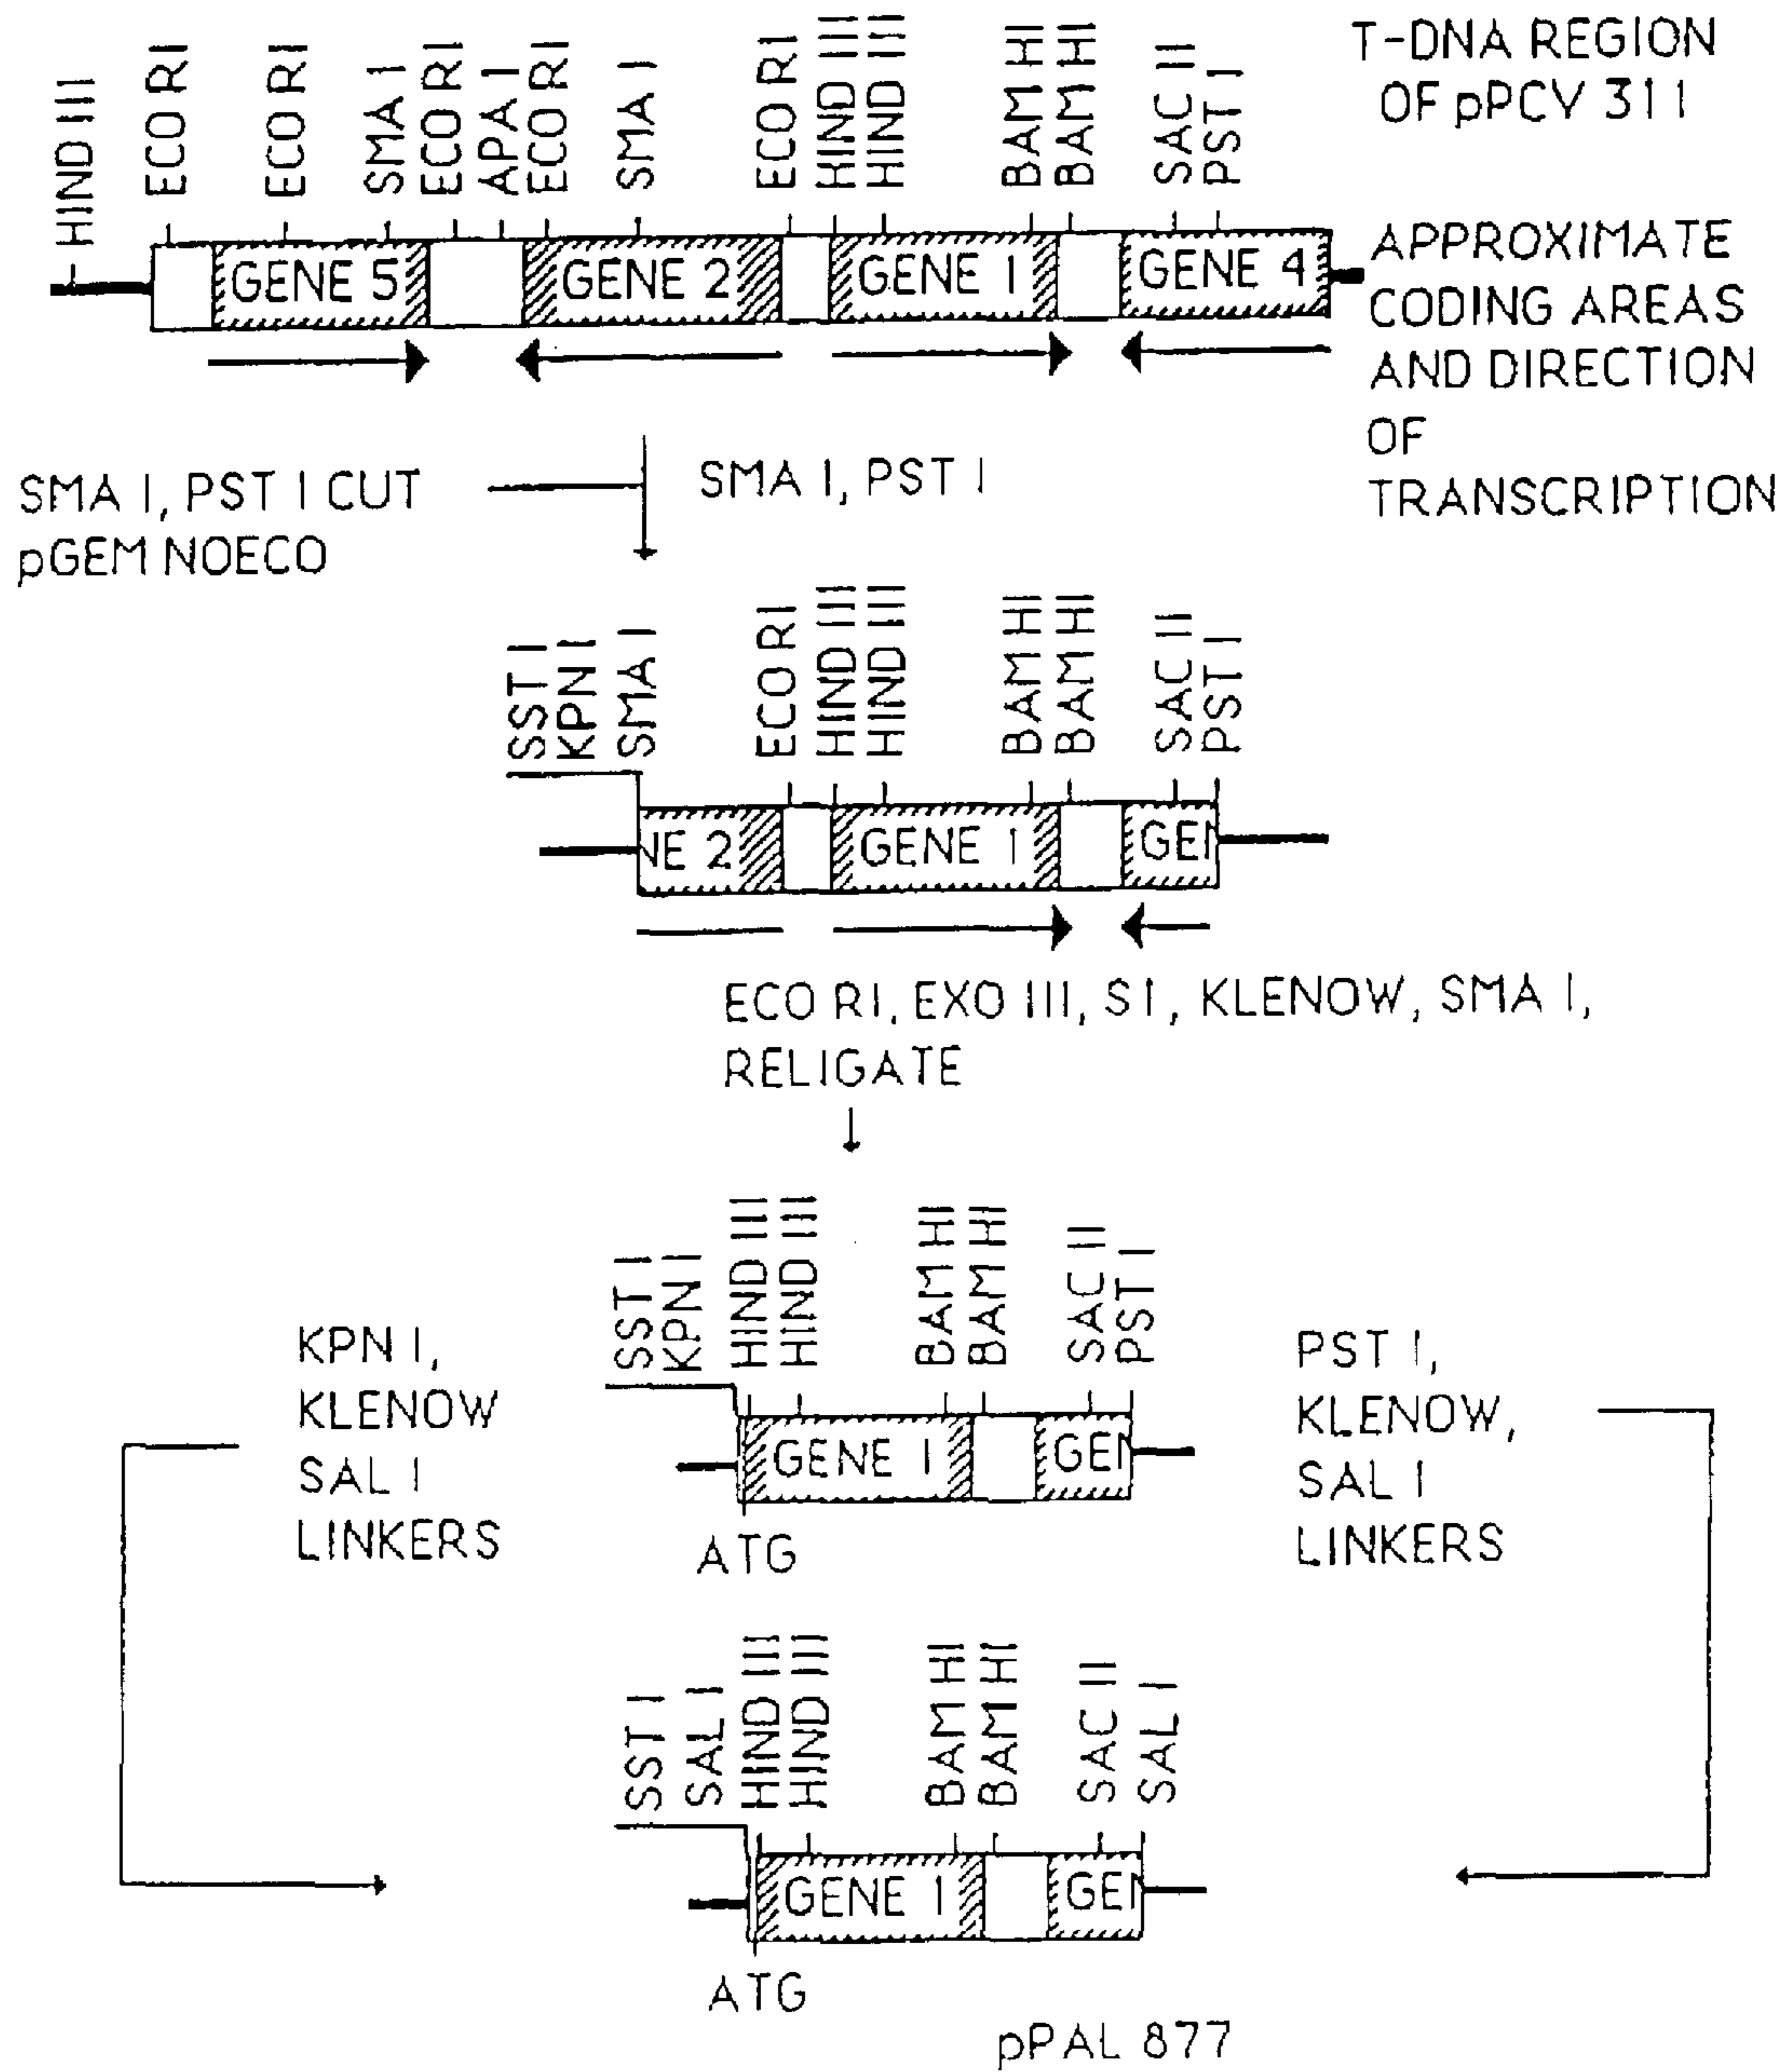 HIND III
ECO RI
ECO RI
SMA I
ECO RI
APA I
ECO RI
SMA I
ECO RI
HIND III
HIND III
BAM HI
BAM HI
SAC II
PST I
T-DNA REGION
OF pPCV 311
GENE 5
GENE 2
GENE 1
GENE 4
APPROXIMATE
CODING AREAS
AND DIRECTION
OF
TRANSCRIPTION
SMA I, PST I CUT
pGEM NOECO
SMA I, PST I
SST I
KPN I
SMA I
ECO RI
HIND III
HIND III
BAM HI
BAM HI
SAC II
PST I
NE 2
GENE 1
GEN
ECO RI, EXO III, S1, KLENOW, SMA I,
RELIGATE
SST I
KPN I
HIND III
HIND III
BAM HI
BAM HI
SAC II
PST I
KPN I,
KLENOW
SAL I
LINKERS
GENE 1
GEN
ATG
PST I,
KLENOW,
SAL I
LINKERS
SST I
SAL I
HIND III
HIND III
BAM HI
BAM HI
SAC II
SAL I
GENE 1
GEN
ATG
pPAL 877